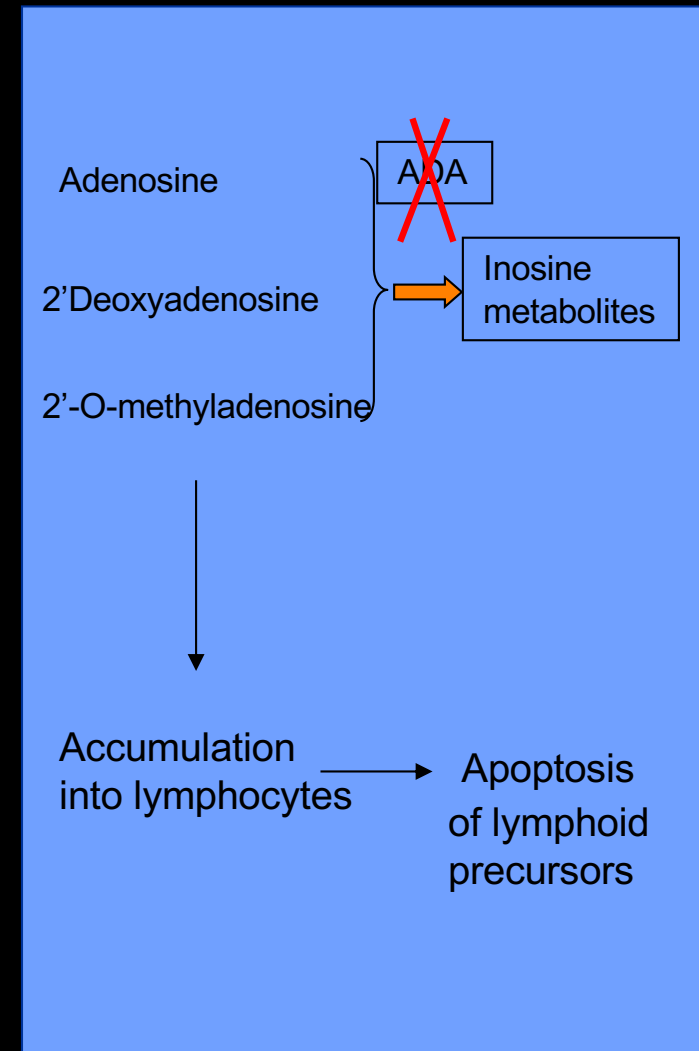 Adenosine
ADA
2'Deoxyadenosine
Inosine
metabolites
2'-O-methyladenosine
Accumulation
into lymphocytes
Apoptosis
of lymphoid
precursors